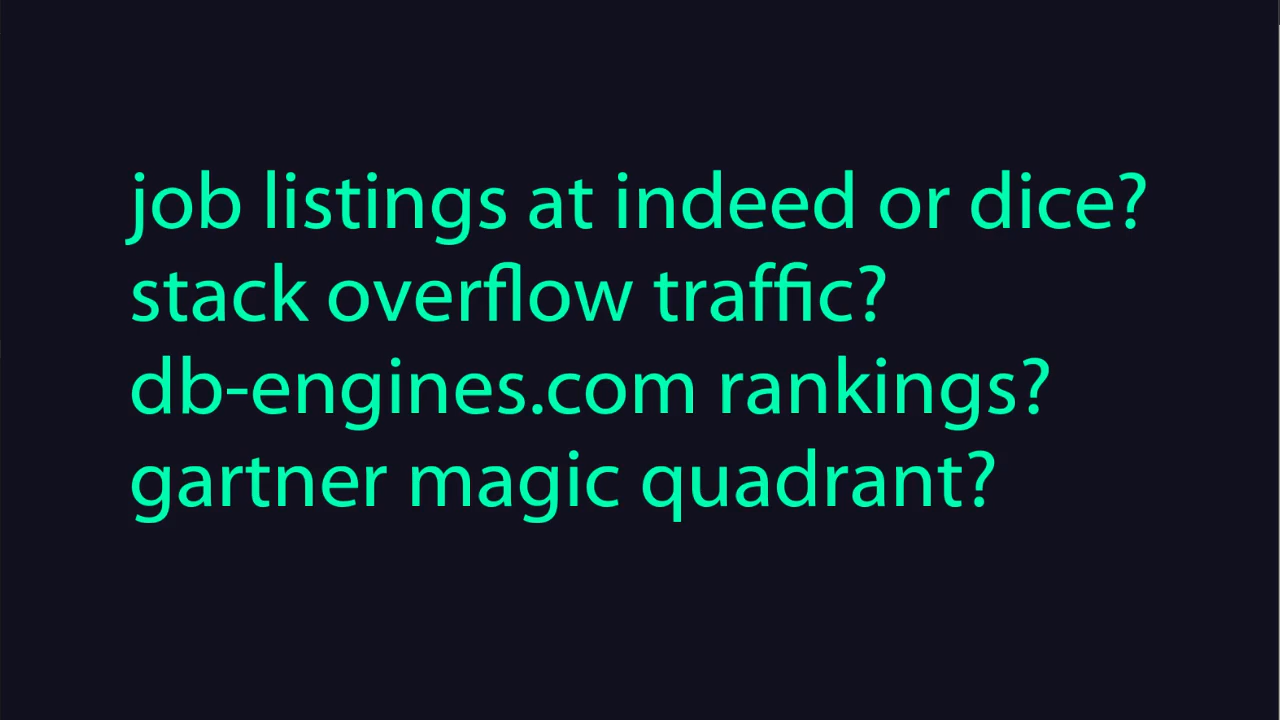 job listings at indeed or dice?
stack overflow traffic?
db-engines.com rankings?
gartner magic quadrant?